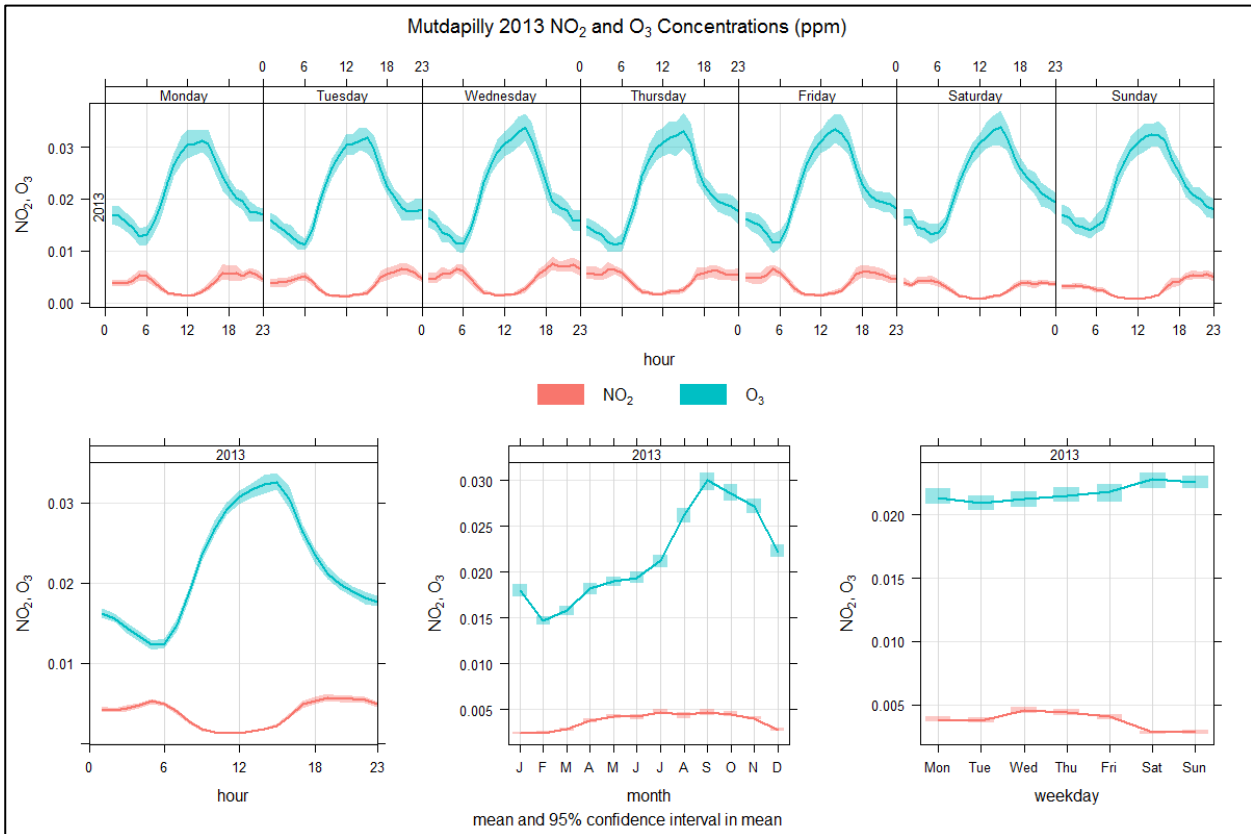 Mutdapilly 2013 NO₂ and O₃ Concentrations (ppm)
0 6 12 18 23 0 6 12 18 23 0 6 12 18 23
Monday Tuesday Wednesday Thursday Friday Saturday Sunday
0.03
0.02
0.01
0.00
NO₂, O₃
2013
0 6 12 18 23 0 6 12 18 23 0 6 12 18 23 0 6 12 18 23
hour
NO₂ O₃
2013
0.03
0.02
0.01
NO₂, O₃
0 6 12 18 23
hour
2013
0.030
0.025
0.020
0.015
0.010
0.005
NO₂, O₃
J F M A M J J A S O N D
month
2013
0.020
0.015
0.010
0.005
NO₂, O₃
Mon Tue Wed Thu Fri Sat Sun
weekday
mean and 95% confidence interval in mean